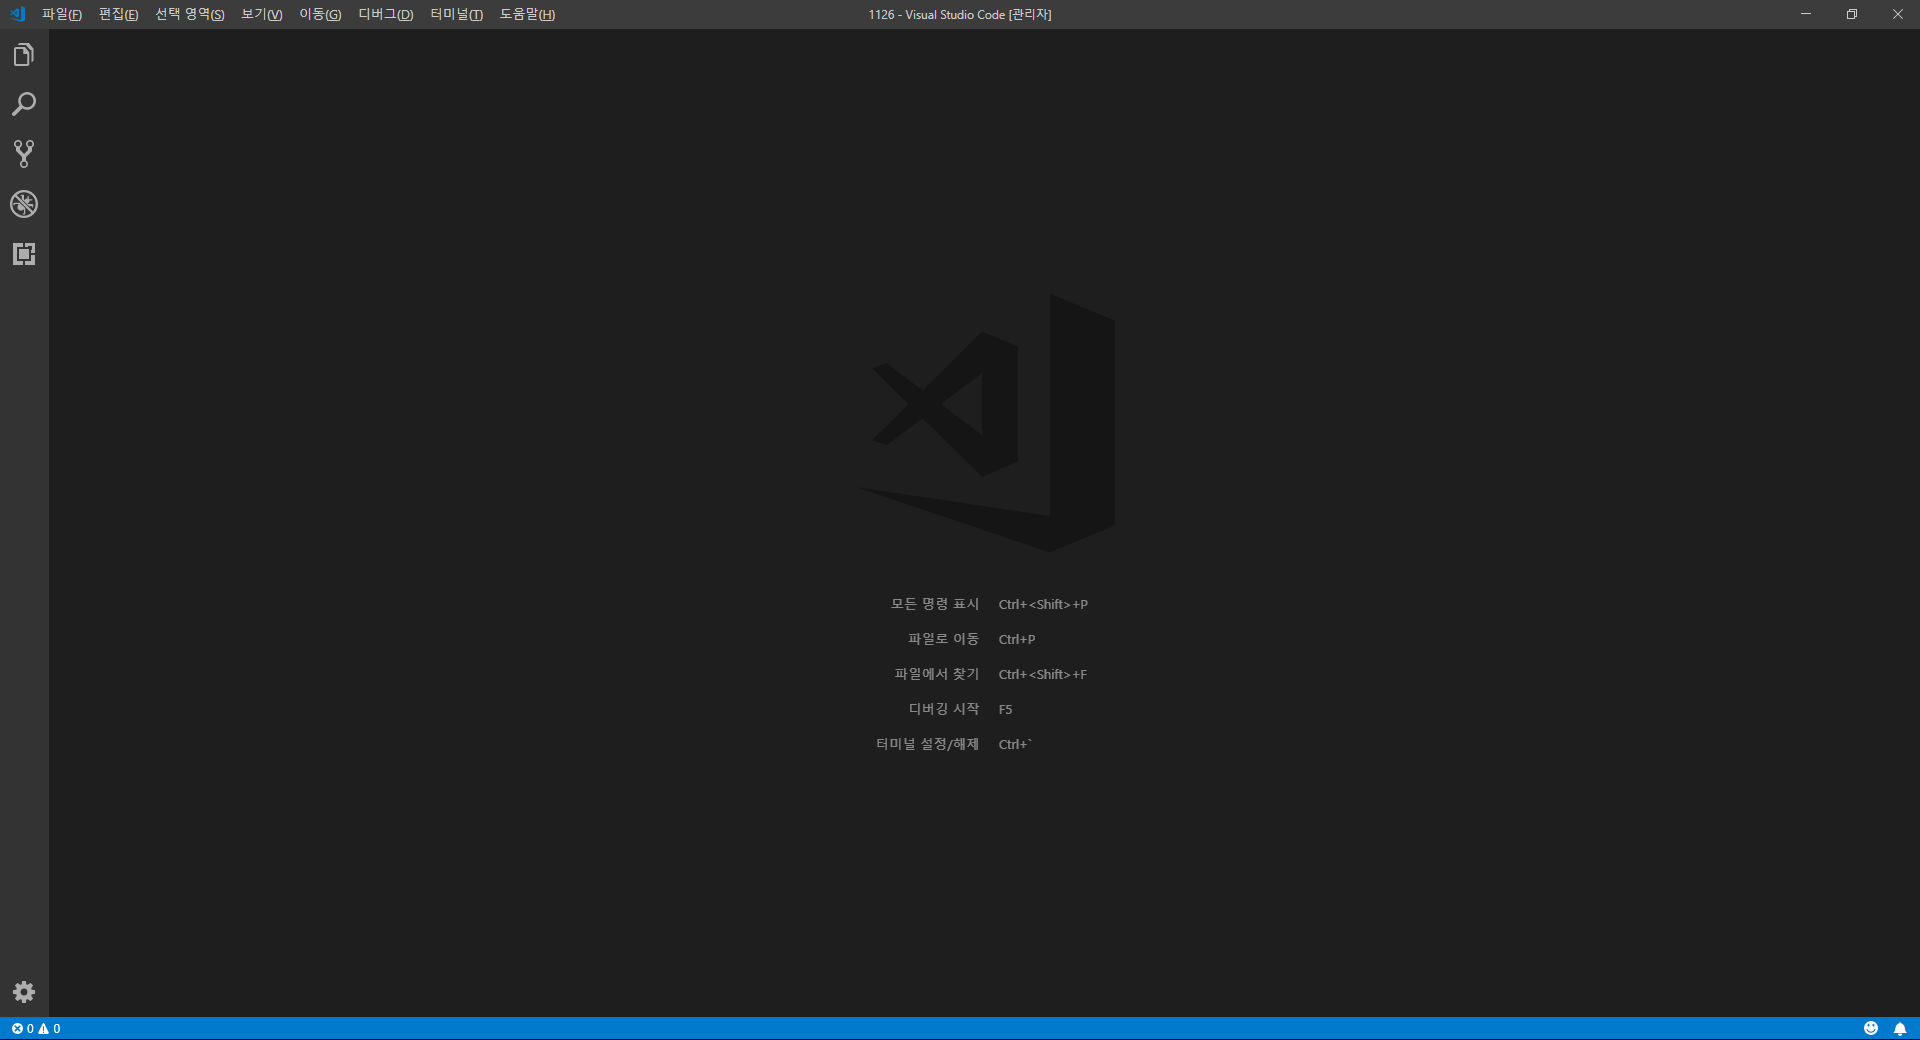 파일(F) 편집(E) 선택 영역(S) 보기(V) 이동(G) 디버그(D) 터미널(T) 도움말(H) 1126 - Visual Studio Code [관리자]
모든 명령 표시 Ctrl+<Shift>+P
파일로 이동 Ctrl+P
파일에서 찾기 Ctrl+<Shift>+F
디버깅 시작 F5
터미널 설정/해제 Ctrl+`
0 0